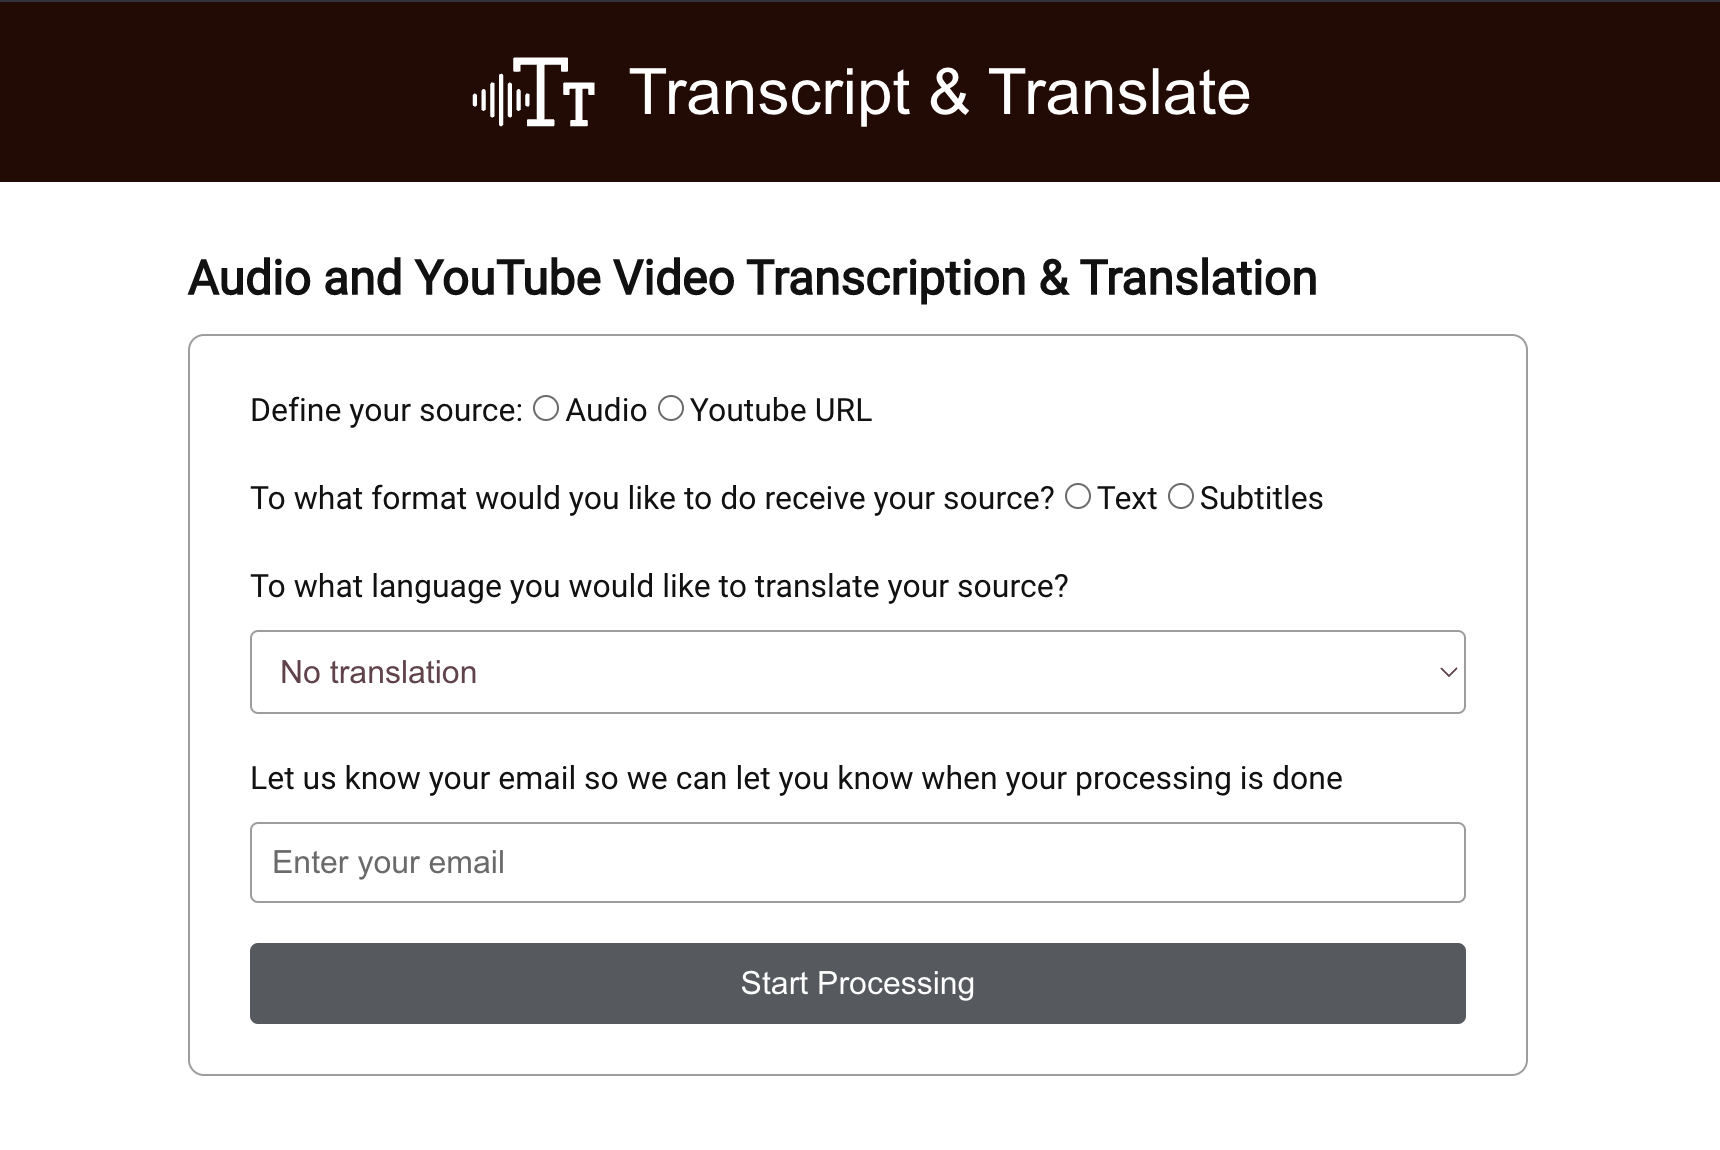 Tt Transcript & Translate
Audio and YouTube Video Transcription & Translation
Define your source: Audio Youtube URL
To what format would you like to do receive your source? Text Subtitles
To what language you would like to translate your source?
No translation
Let us know your email so we can let you know when your processing is done
Enter your email
Start Processing